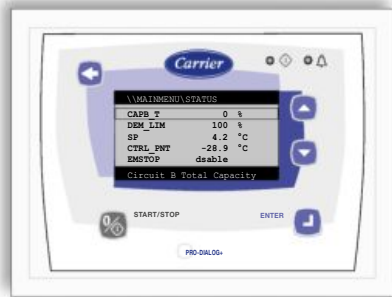 Carrier
\\MAINMENU\STATUS
CAPB_T 0 %
DEM_LIM 100 %
SP 4.2 °C
CTRL_PNT -28.9 °C
EMSTOP dsable
Circuit B Total Capacity
START/STOP
ENTER
PRO-DIALOG+